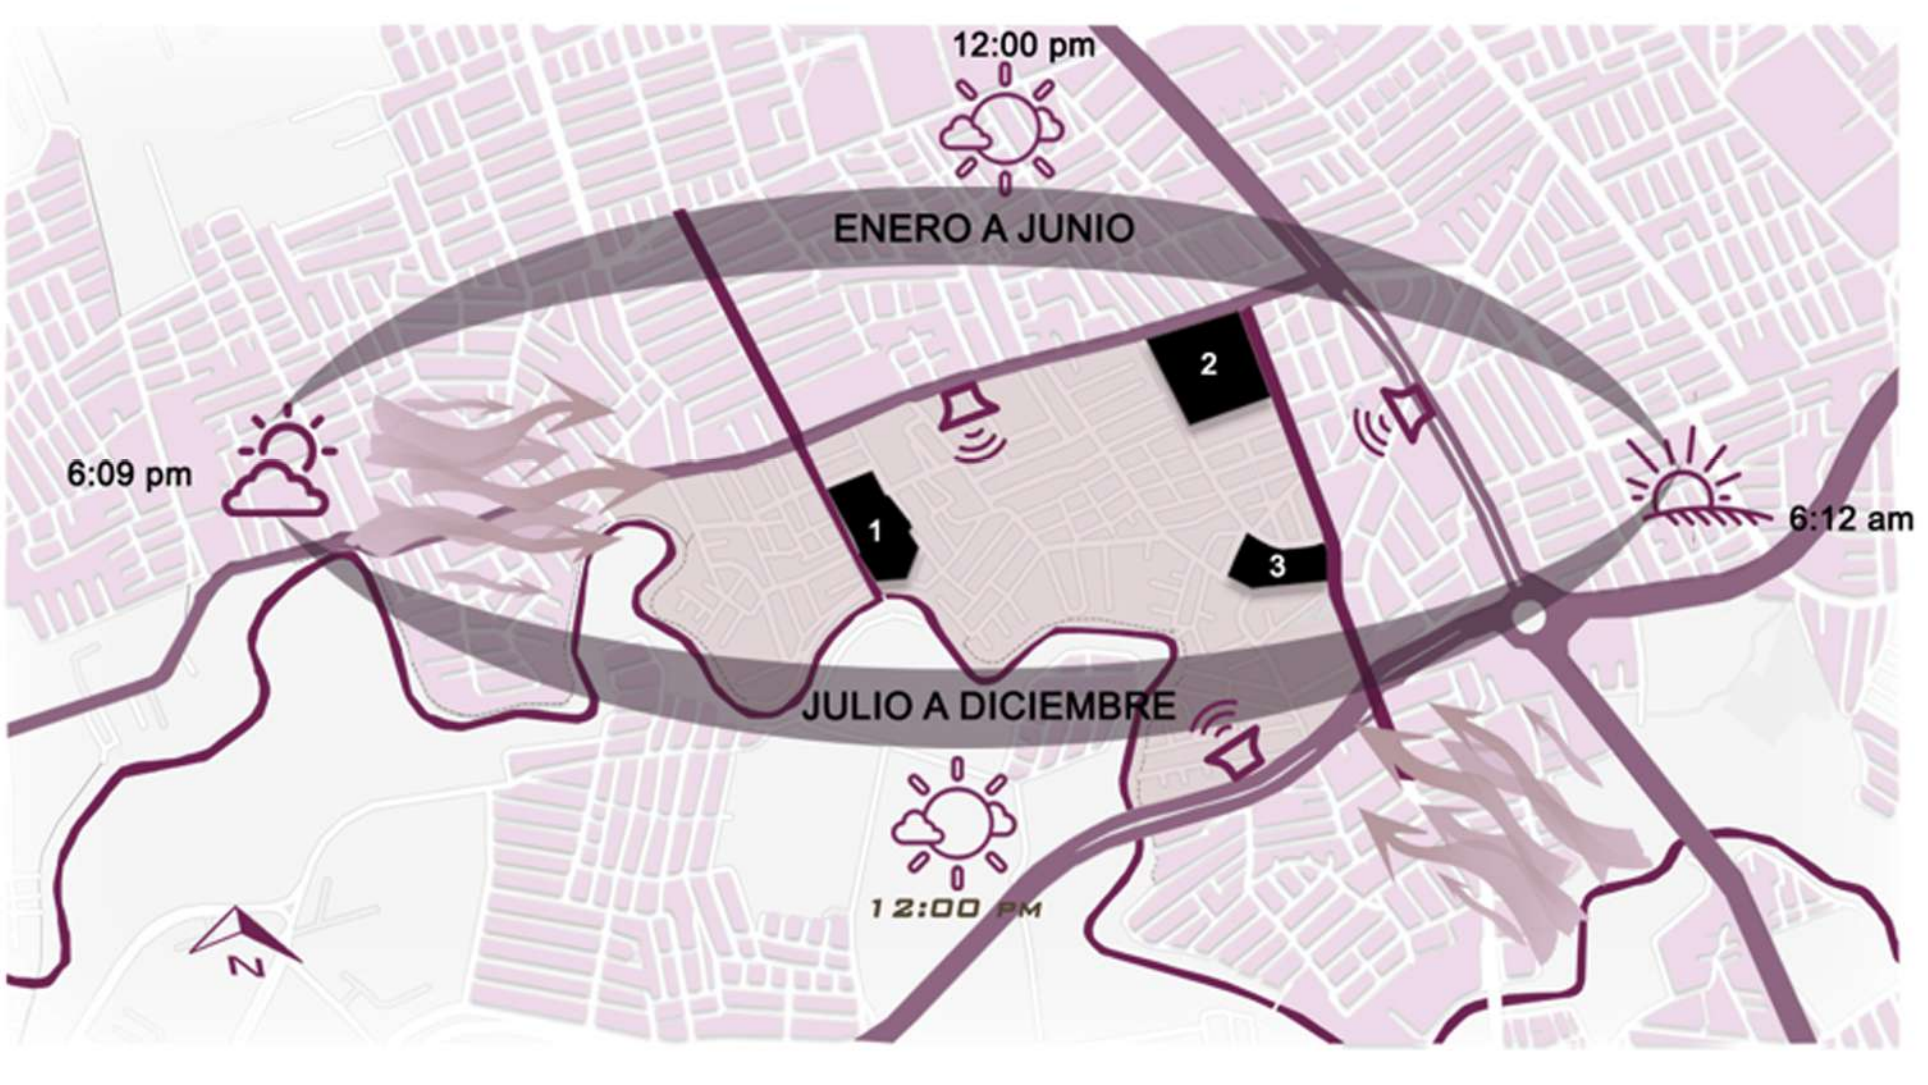 12:00 pm
ENERO A JUNIO
2
6:09 pm
6:12 am
1
3
JULIO A DICIEMBRE
12:00 PM
N